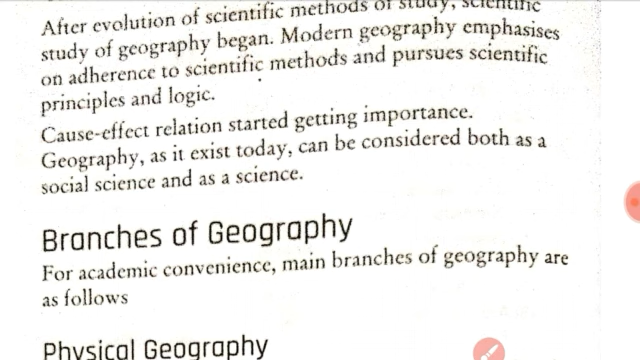 After evolution of scientific methods of study, scientific
study of geography began. Modern geography emphasises
on adherence to scientific methods and pursues scientific
principles and logic.
Cause-effect relation started getting importance.
Geography, as it exist today, can be considered both as a
social science and as a science.
Branches of Geography
For academic convenience, main branches of geography are
as follows
Physical Geography